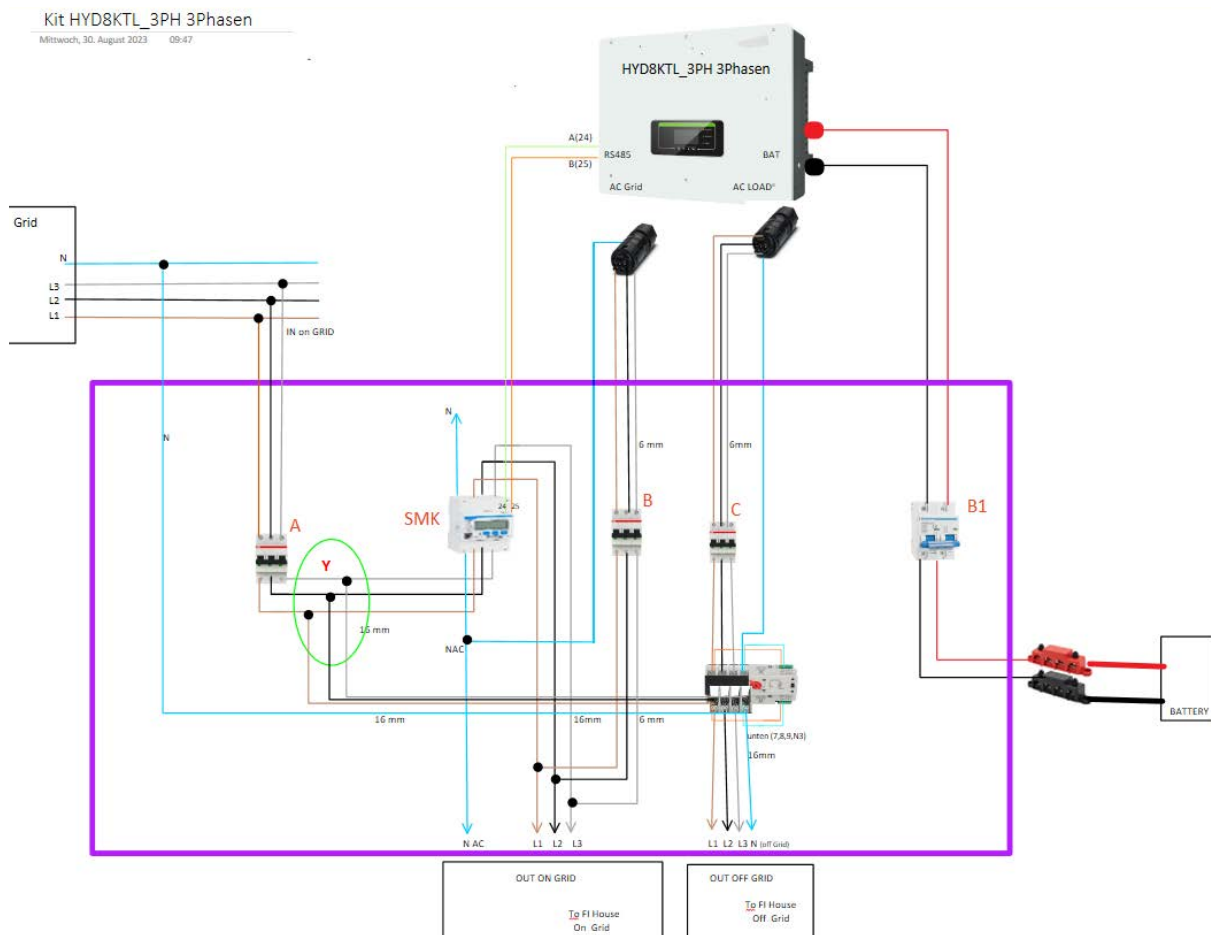 Kit HYD8KTL_3PH 3Phasen
Mittwoch, 30. August 2023 09:47
HYD8KTL_3PH 3Phasen
A(24)
RS485
BAT
B(25)
AC Grid
AC LOAD"
Grid
N
L3
L2
L1
IN on GRID
N
N
6 mm
6mm
24 25
A
SMK
B
C
B1
Y
16 mm
NAC
16 mm
16mm
6 mm
unten (7,8,9,N3)
16mm
BATTERY
N AC
L1 L2 L3
L1 L2 L3 N (off Grid)
OUT ON GRID
OUT OFF GRID
To FI House
On Grid
To FI House
Off Grid